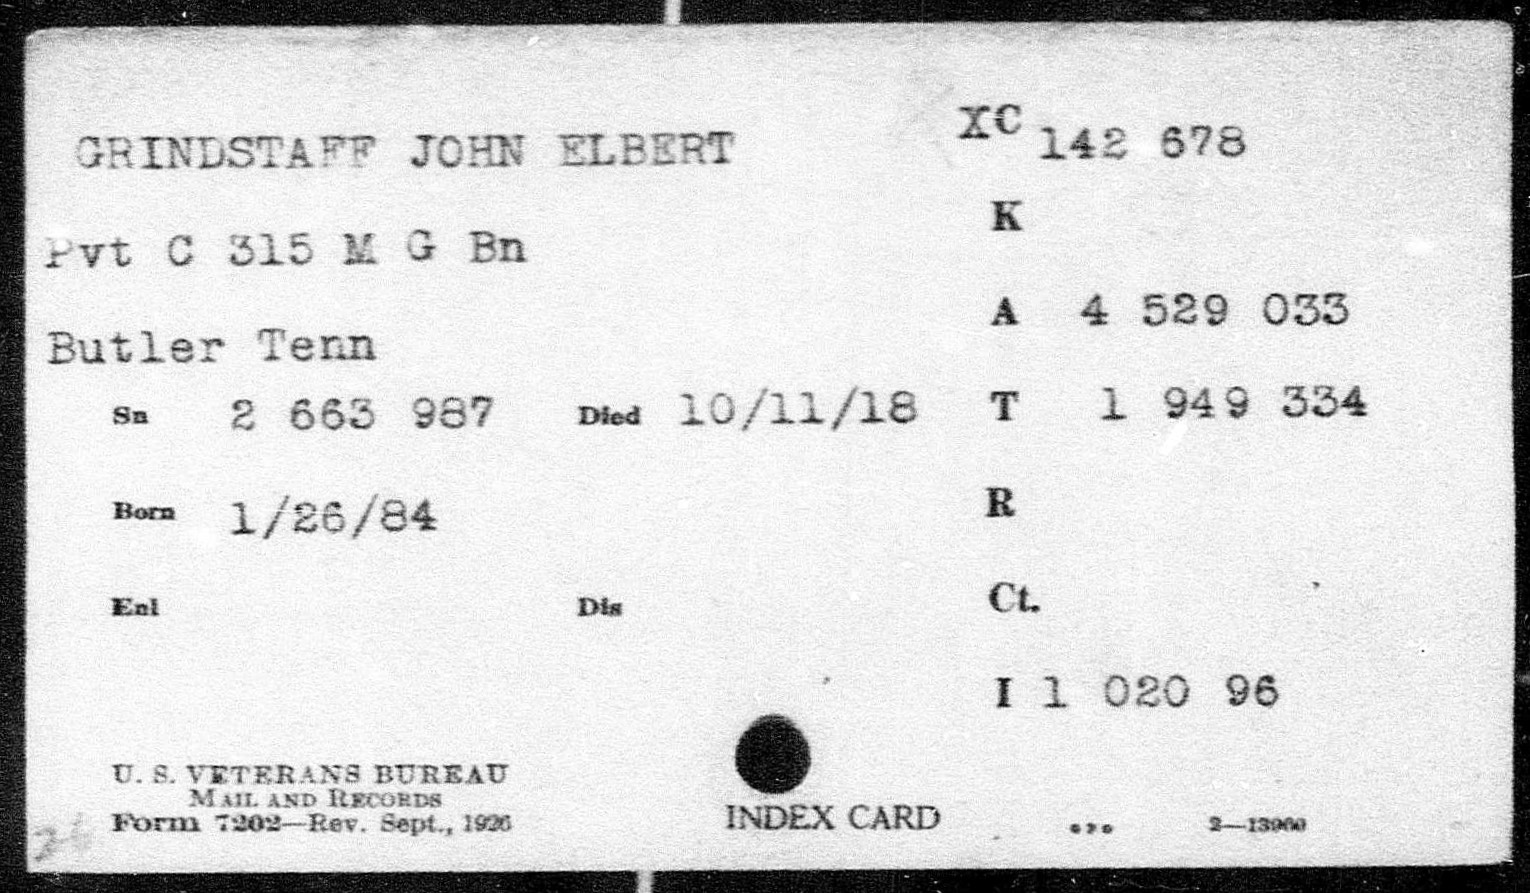 GRINDSTAFF JOHN ELBERT XC 142 678
K
Pvt C 315 M G Bn
A 4 529 033
Butler Tenn
Sn 2 663 987 Died 10/11/18 T 1 949 334
Born 1/26/84 R
Enl Dis Ct.
I 1 020 96
U. S. VETERANS BUREAU
MAIL AND RECORDS
Form 7202—Rev. Sept., 1926
INDEX CARD